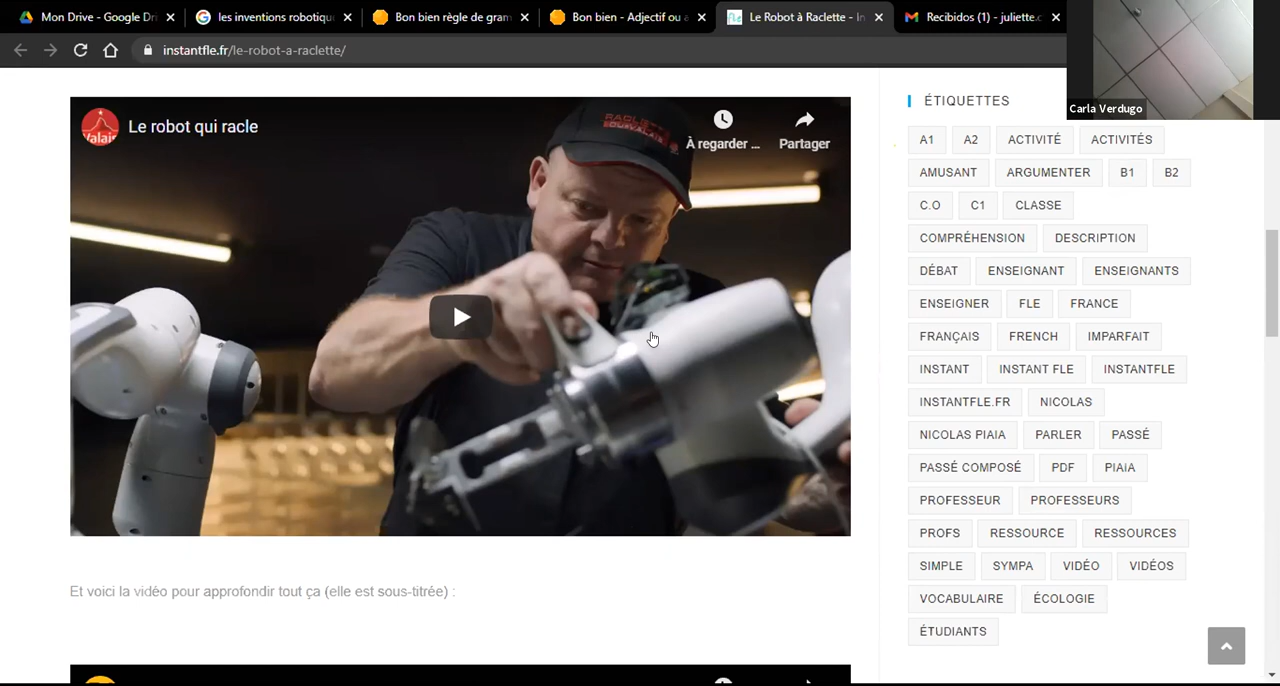 Mon Drive - Google Dri
les inventions robotiqu
Bon bien règle de gram
Bon bien - Adjectif ou a
Le Robot à Raclette - In
Recibidos (1) - juliette.c
instantfle.fr/le-robot-a-raclette/
Carla Verdugo
Valais
Le robot qui racle
À regarder ...
Partager
RACLETTE
ÉTIQUETTES
A1 A2 ACTIVITÉ ACTIVITÉS
AMUSANT ARGUMENTER B1 B2
C.O C1 CLASSE
COMPRÉHENSION DESCRIPTION
DÉBAT ENSEIGNANT ENSEIGNANTS
ENSEIGNER FLE FRANCE
FRANÇAIS FRENCH IMPARFAIT
INSTANT INSTANT FLE INSTANTFLE
INSTANTFLE.FR NICOLAS
NICOLAS PIAIA PARLER PASSÉ
PASSÉ COMPOSÉ PDF PIAIA
PROFESSEUR PROFESSEURS
PROFS RESSOURCE RESSOURCES
SIMPLE SYMPA VIDÉO VIDÉOS
VOCABULAIRE ÉCOLOGIE
ÉTUDIANTS
Et voici la vidéo pour approfondir tout ça (elle est sous-titrée) :